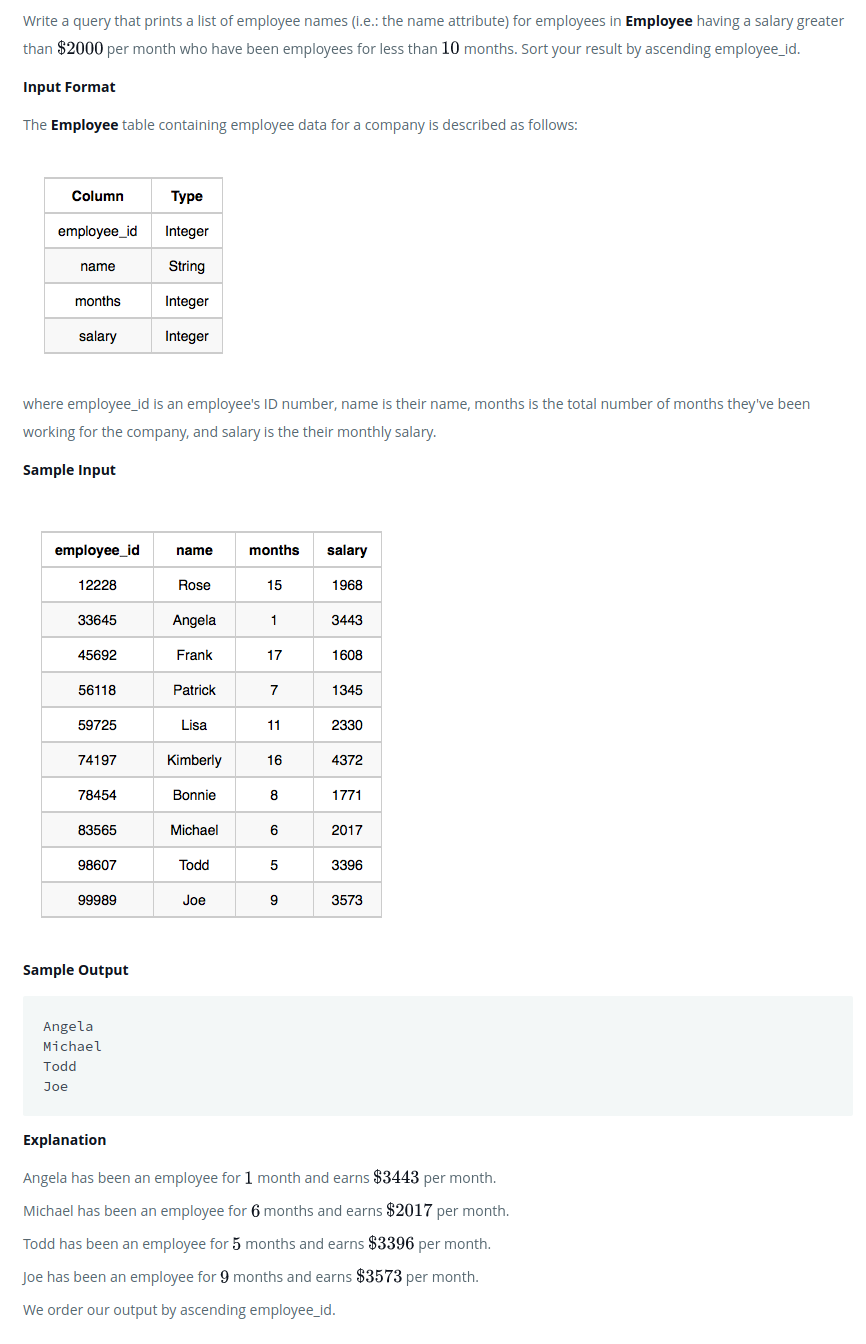 Write a query that prints a list of employee names (i.e.: the name attribute) for employees in Employee having a salary greater
than $2000 per month who have been employees for less than 10 months. Sort your result by ascending employee_id.
Input Format
The Employee table containing employee data for a company is described as follows:
Column Type
employee_id Integer
name String
months Integer
salary Integer
where employee_id is an employee's ID number, name is their name, months is the total number of months they've been
working for the company, and salary is the their monthly salary.
Sample Input
employee_id name months salary
12228 Rose 15 1968
33645 Angela 1 3443
45692 Frank 17 1608
56118 Patrick 7 1345
59725 Lisa 11 2330
74197 Kimberly 16 4372
78454 Bonnie 8 1771
83565 Michael 6 2017
98607 Todd 5 3396
99989 Joe 9 3573
Sample Output
Angela
Michael
Todd
Joe
Explanation
Angela has been an employee for 1 month and earns $3443 per month.
Michael has been an employee for 6 months and earns $2017 per month.
Todd has been an employee for 5 months and earns $3396 per month.
Joe has been an employee for 9 months and earns $3573 per month.
We order our output by ascending employee_id.